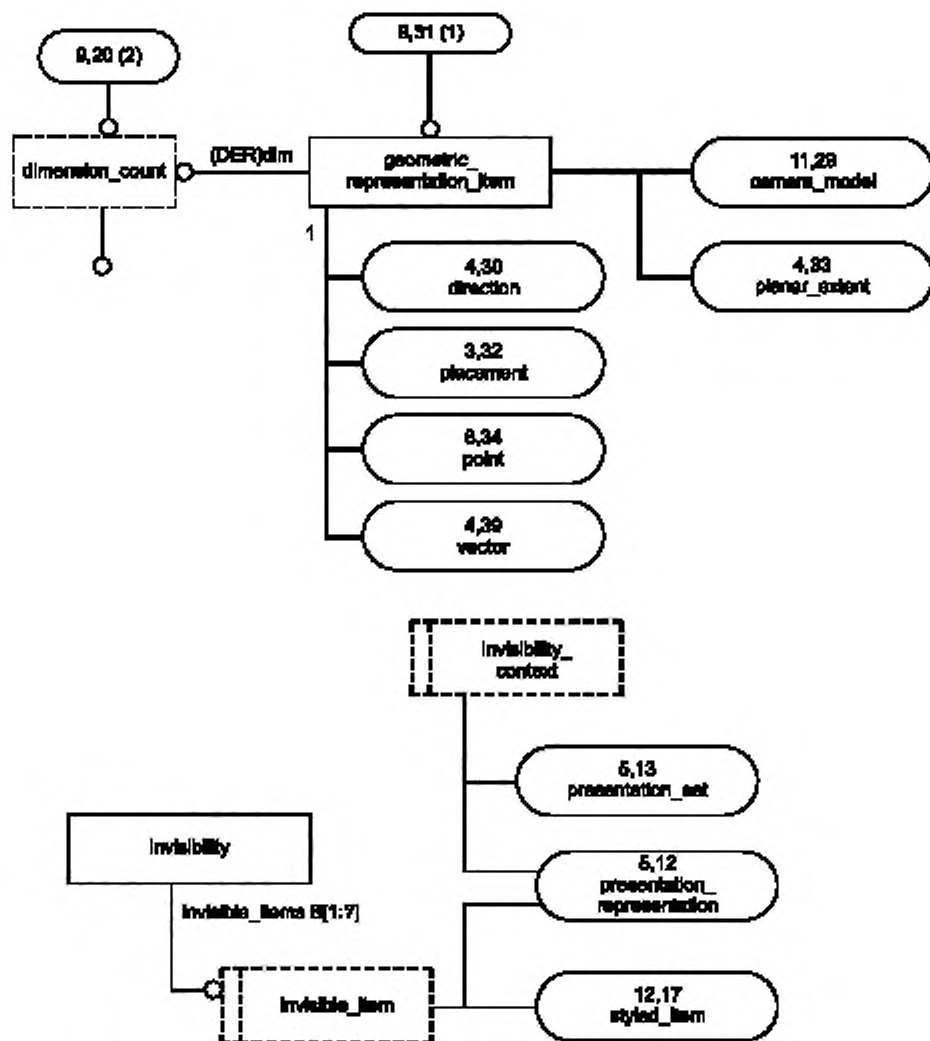 9,20 (2)
8,31 (1)
dimension_count
(DER)dim
geometric_
representation_item
11,29
camera_model
1
4,30
direction
4,33
planar_extent
3,32
placement
6,34
point
4,39
vector
invisibility_
context
5,13
presentation_set
invisibility
5,12
presentation_
representation
invisible_items S[1:?]
invisible_item
12,17
styled_item